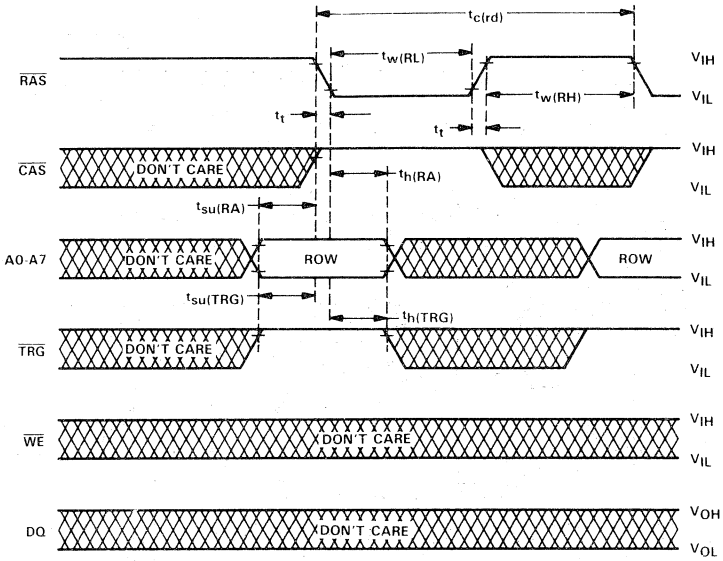 tc(rd)
tw(RL)
VIH
RAS
tw(RH)
VIL
tt
tt
CAS
DON'T CARE
VIH
th(RA)
VIL
tsu(RA)
A0-A7
DON'T CARE
ROW
ROW
VIH
VIL
tsu(TRG)
th(TRG)
TRG
DON'T CARE
VIH
VIL
WE
DON'T CARE
VIH
VIL
DQ
DON'T CARE
VOH
VOL